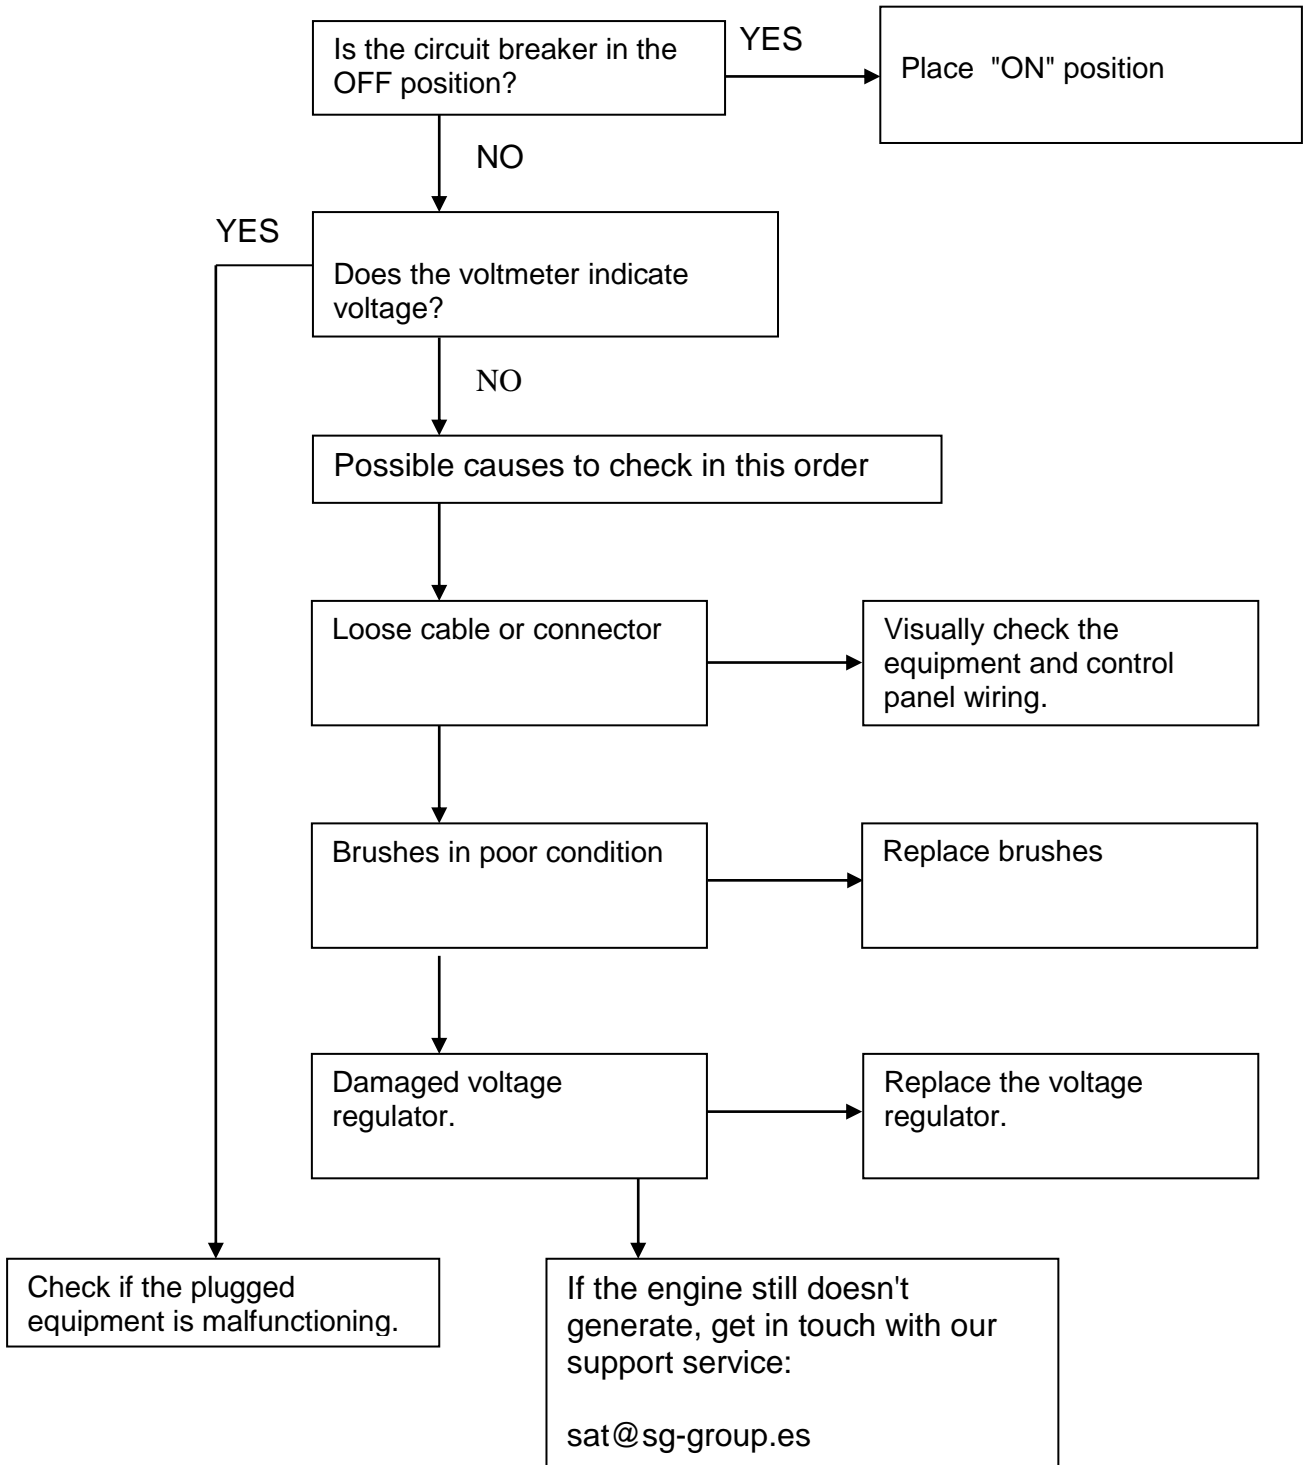 Is the circuit breaker in the
OFF position?
YES
Place "ON" position
NO
YES
Does the voltmeter indicate
voltage?
NO
Possible causes to check in this order
Loose cable or connector
Visually check the
equipment and control
panel wiring.
Brushes in poor condition
Replace brushes
Damaged voltage
regulator.
Replace the voltage
regulator.
Check if the plugged
equipment is malfunctioning.
If the engine still doesn't
generate, get in touch with our
support service:
sat@sg-group.es